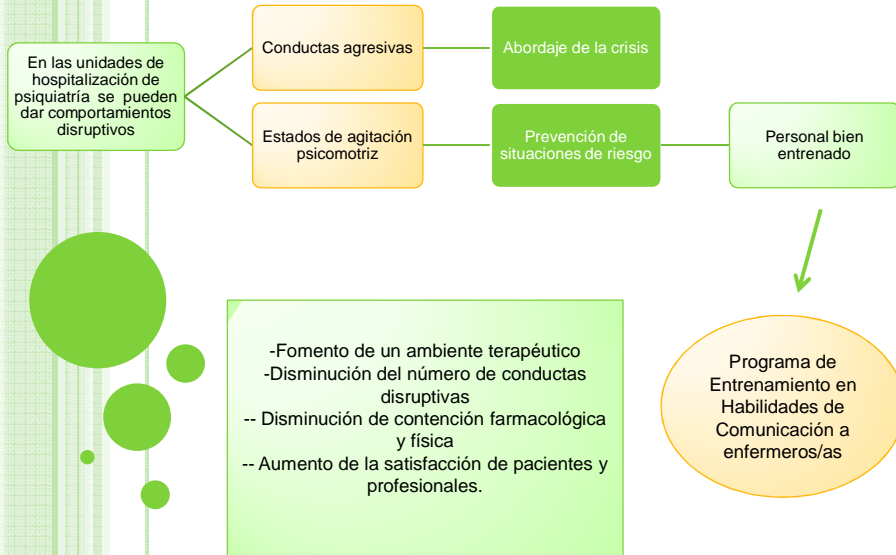 En las unidades de
hospitalización de
psiquiatría se pueden
dar comportamientos
disruptivos
Conductas agresivas
Abordaje de la crisis
Estados de agitación
psicomotriz
Prevención de
situaciones de riesgo
Personal bien
entrenado
-Fomento de un ambiente terapéutico
-Disminución del número de conductas
disruptivas
-- Disminución de contención farmacológica
y física
-- Aumento de la satisfacción de pacientes y
profesionales.
Programa de
Entrenamiento en
Habilidades de
Comunicación a
enfermeros/as